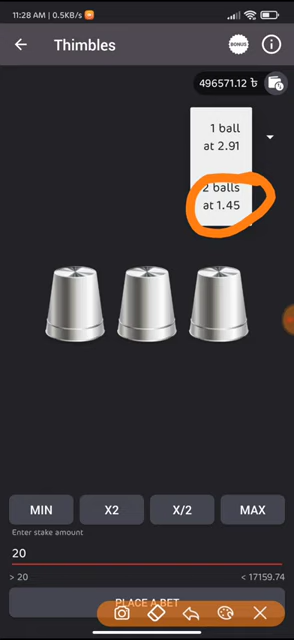 11:28 AM | 0.5KB/s
Thimbles
BONUS
496571.12 ৳
1 ball
at 2.91
2 balls
at 1.45
MIN
X2
X/2
MAX
Enter stake amount
20
> 20
< 17159.74
PLACE A BET